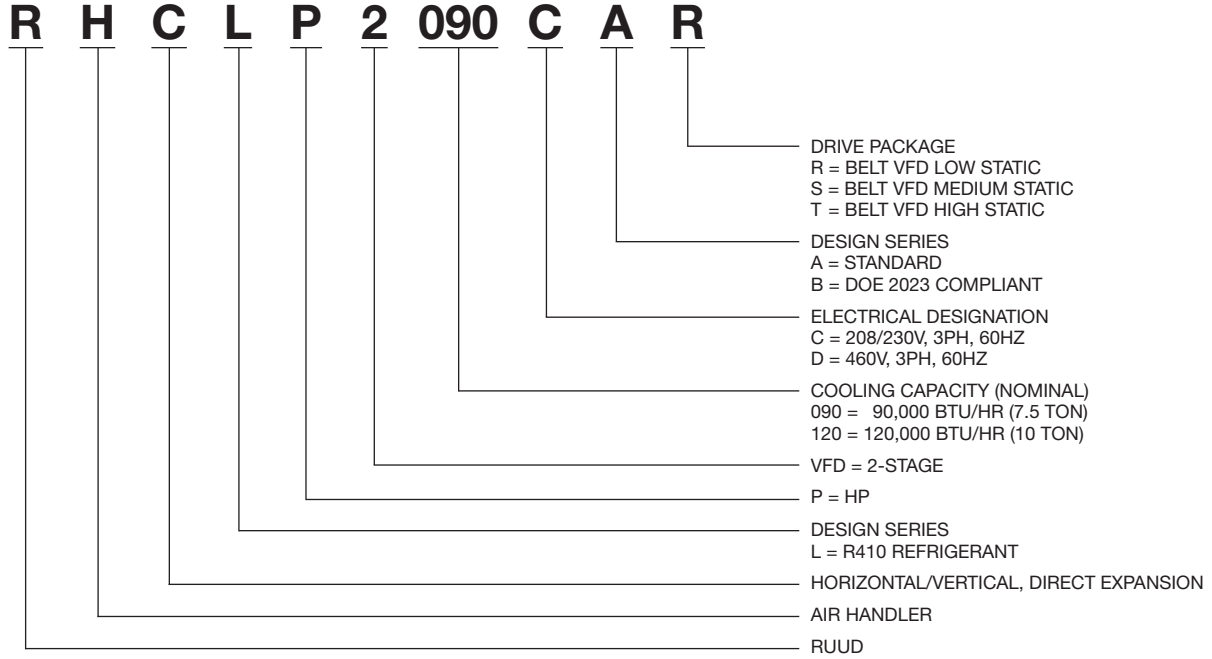 R H C L P 2 090 C A R
DRIVE PACKAGE
R = BELT VFD LOW STATIC
S = BELT VFD MEDIUM STATIC
T = BELT VFD HIGH STATIC
DESIGN SERIES
A = STANDARD
B = DOE 2023 COMPLIANT
ELECTRICAL DESIGNATION
C = 208/230V, 3PH, 60HZ
D = 460V, 3PH, 60HZ
COOLING CAPACITY (NOMINAL)
090 = 90,000 BTU/HR (7.5 TON)
120 = 120,000 BTU/HR (10 TON)
VFD = 2-STAGE
P = HP
DESIGN SERIES
L = R410 REFRIGERANT
HORIZONTAL/VERTICAL, DIRECT EXPANSION
AIR HANDLER
RUUD